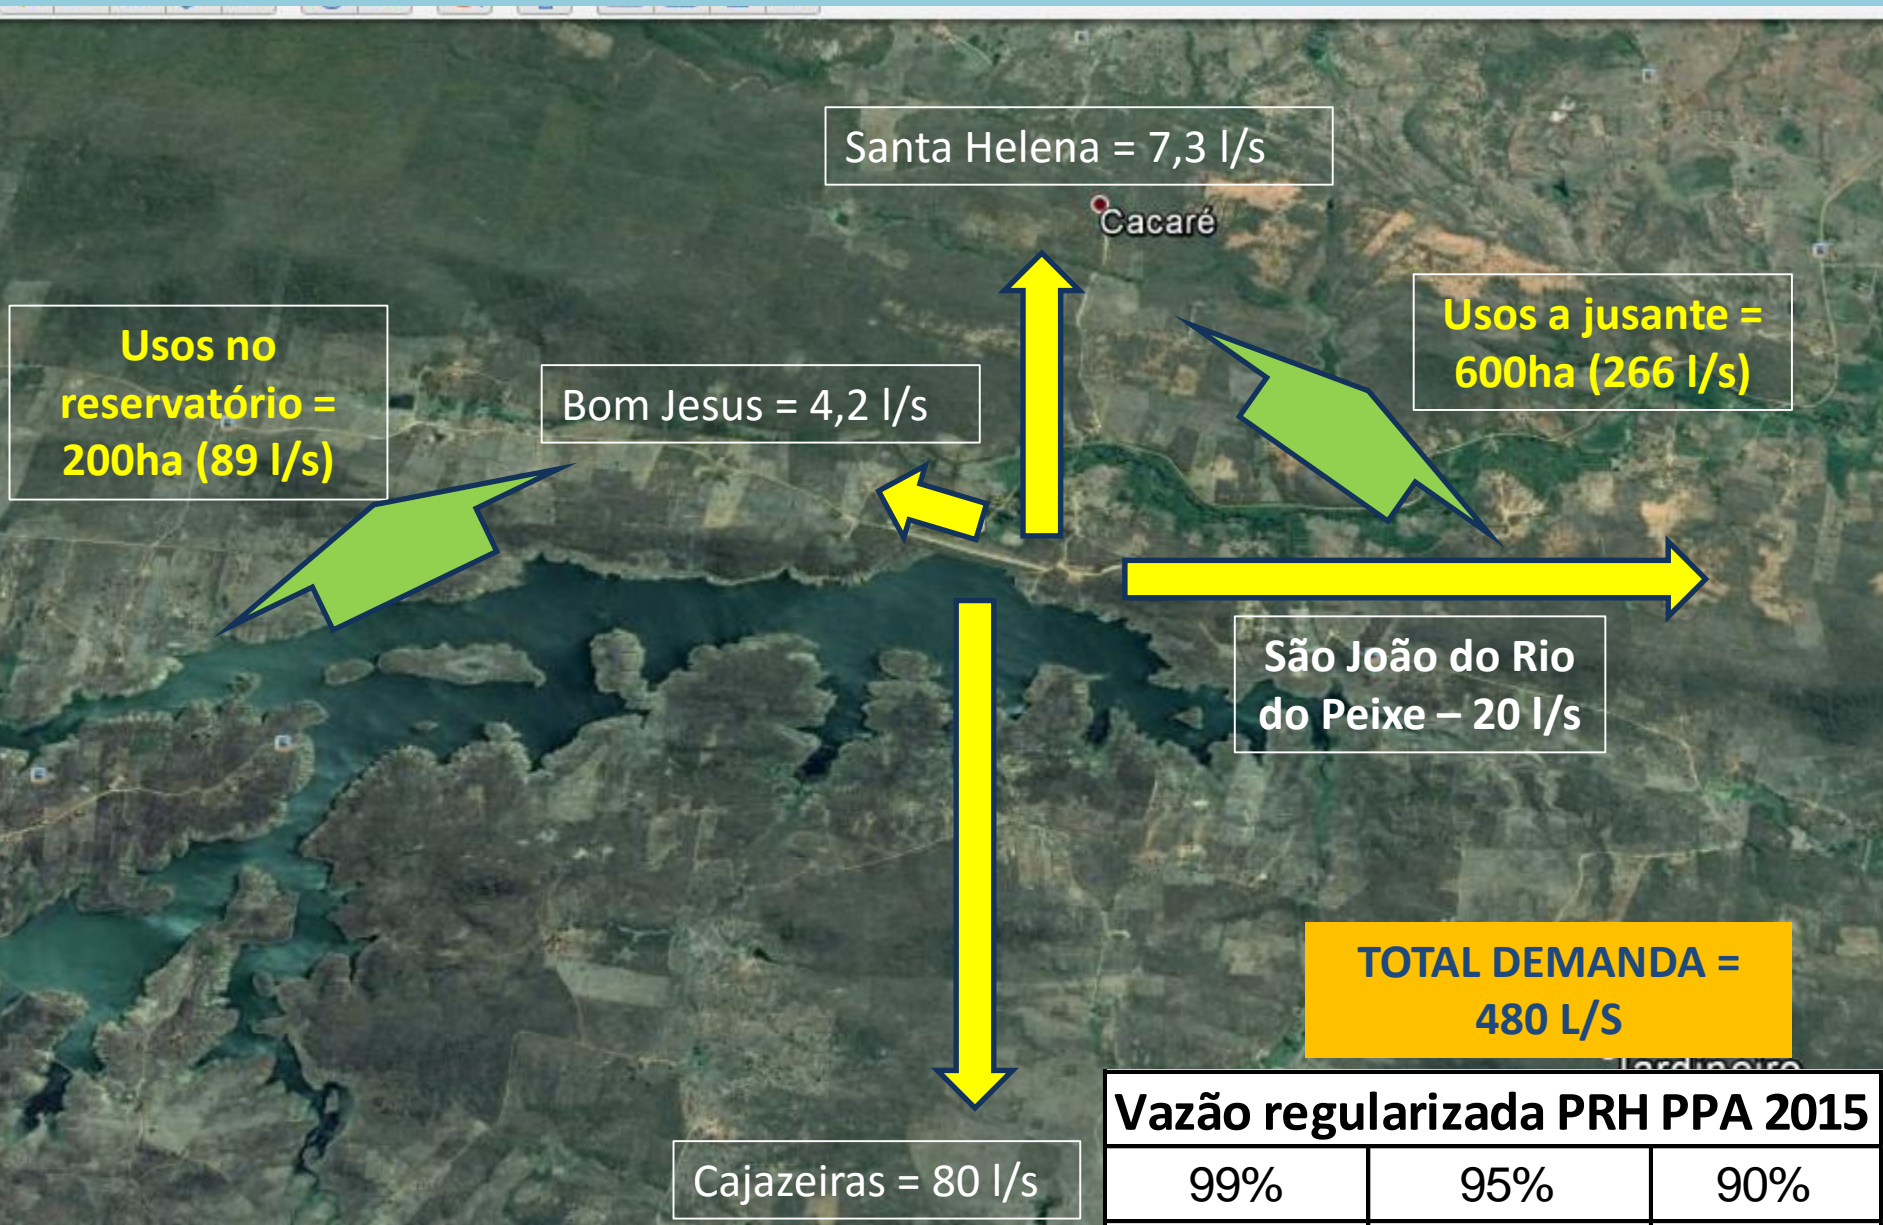 Santa Helena = 7,3 l/s
Cacaré
Usos a jusante =
600ha (266 l/s)
Usos no
reservatório =
200ha (89 l/s)
Bom Jesus = 4,2 l/s
São João do Rio
do Peixe – 20 l/s
TOTAL DEMANDA =
480 L/S
Vazão regularizada PRH PPA 2015
99% 95% 90%
Cajazeiras = 80 l/s